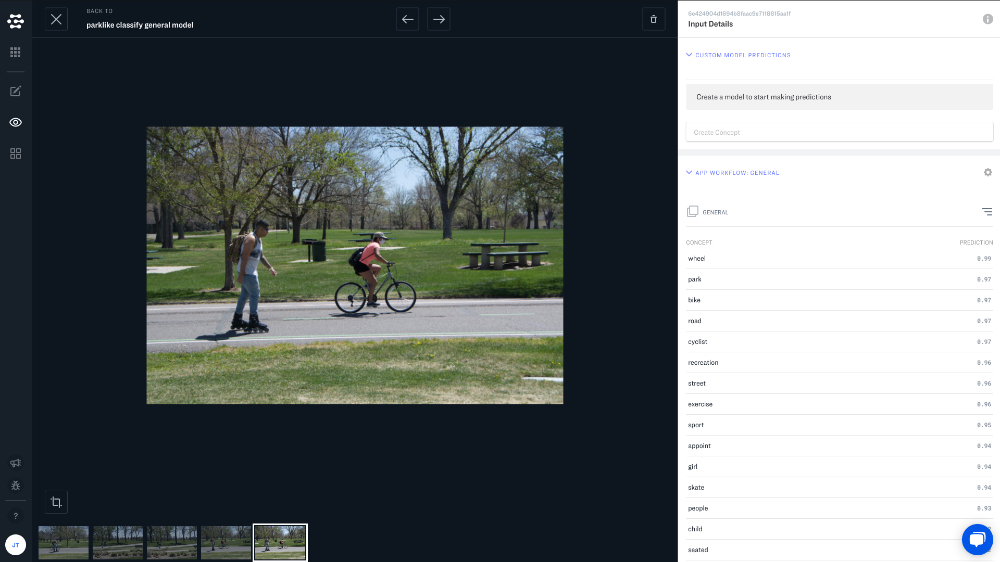 BACK TO
parklike classify general model
Input Details
CUSTOM MODEL PREDICTIONS
Create a model to start making predictions
Create Concept
APP WORKFLOW: GENERAL
GENERAL
CONCEPT PREDICTION
wheel 0.99
park 0.97
bike 0.97
road 0.97
cyclist 0.97
recreation 0.96
street 0.96
exercise 0.96
sport 0.95
appoint 0.94
girl 0.94
skate 0.94
people 0.93
child
seated
?
JT